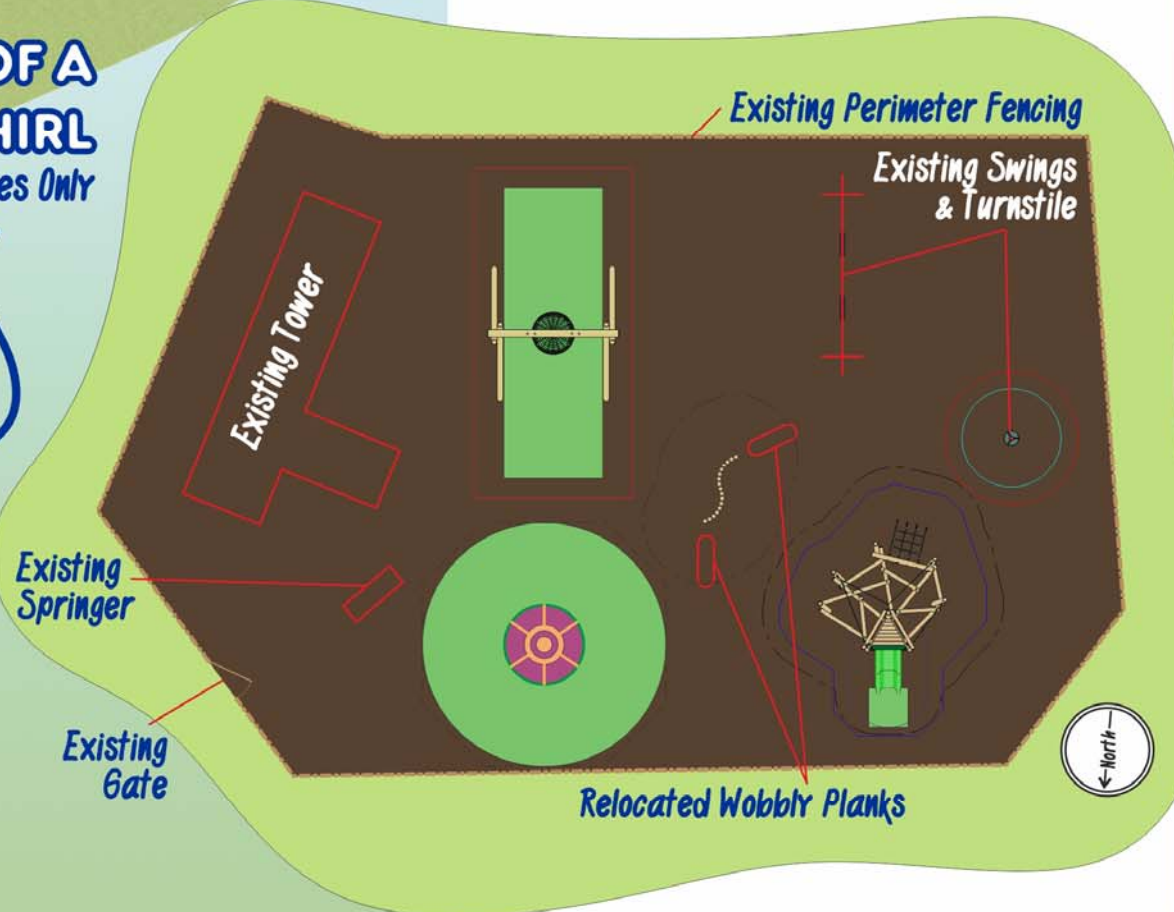 OF A
HIRL
es Only
Existing Perimeter Fencing
Existing Swings
& Turnstile
Existing Tower
Existing
Springer
Existing
Gate
Relocated Wobbly Planks
North